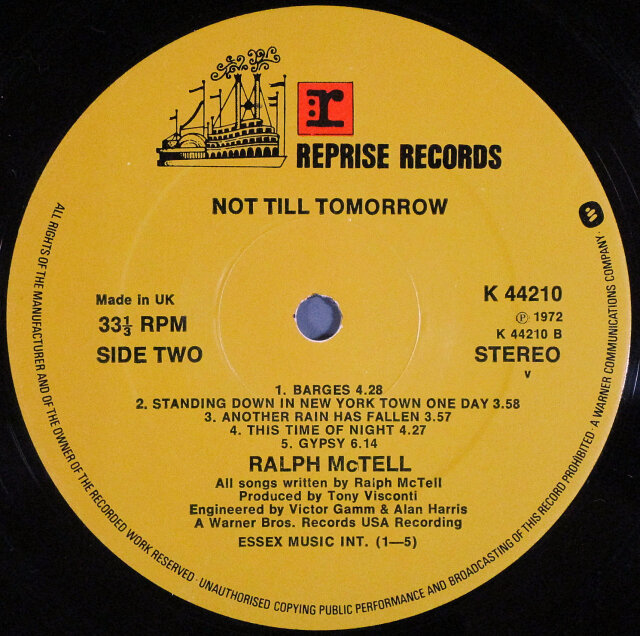 r
REPRISE RECORDS
NOT TILL TOMORROW
Made in UK
33⅓ RPM
SIDE TWO
K 44210
℗ 1972
K 44210 B
STEREO
V
1. BARGES 4.28
2. STANDING DOWN IN NEW YORK TOWN ONE DAY 3.58
3. ANOTHER RAIN HAS FALLEN 3.57
4. THIS TIME OF NIGHT 4.27
5. GYPSY 6.14
RALPH McTELL
All songs written by Ralph McTell
Produced by Tony Visconti
Engineered by Victor Gamm & Alan Harris
A Warner Bros. Records USA Recording
ESSEX MUSIC INT. (1—5)
ALL RIGHTS OF THE MANUFACTURER AND OF THE OWNER OF THE RECORDED WORK RESERVED · UNAUTHORISED COPYING PUBLIC PERFORMANCE AND BROADCASTING OF THIS RECORD PROHIBITED · A WARNER COMMUNICATIONS COMPANY ·